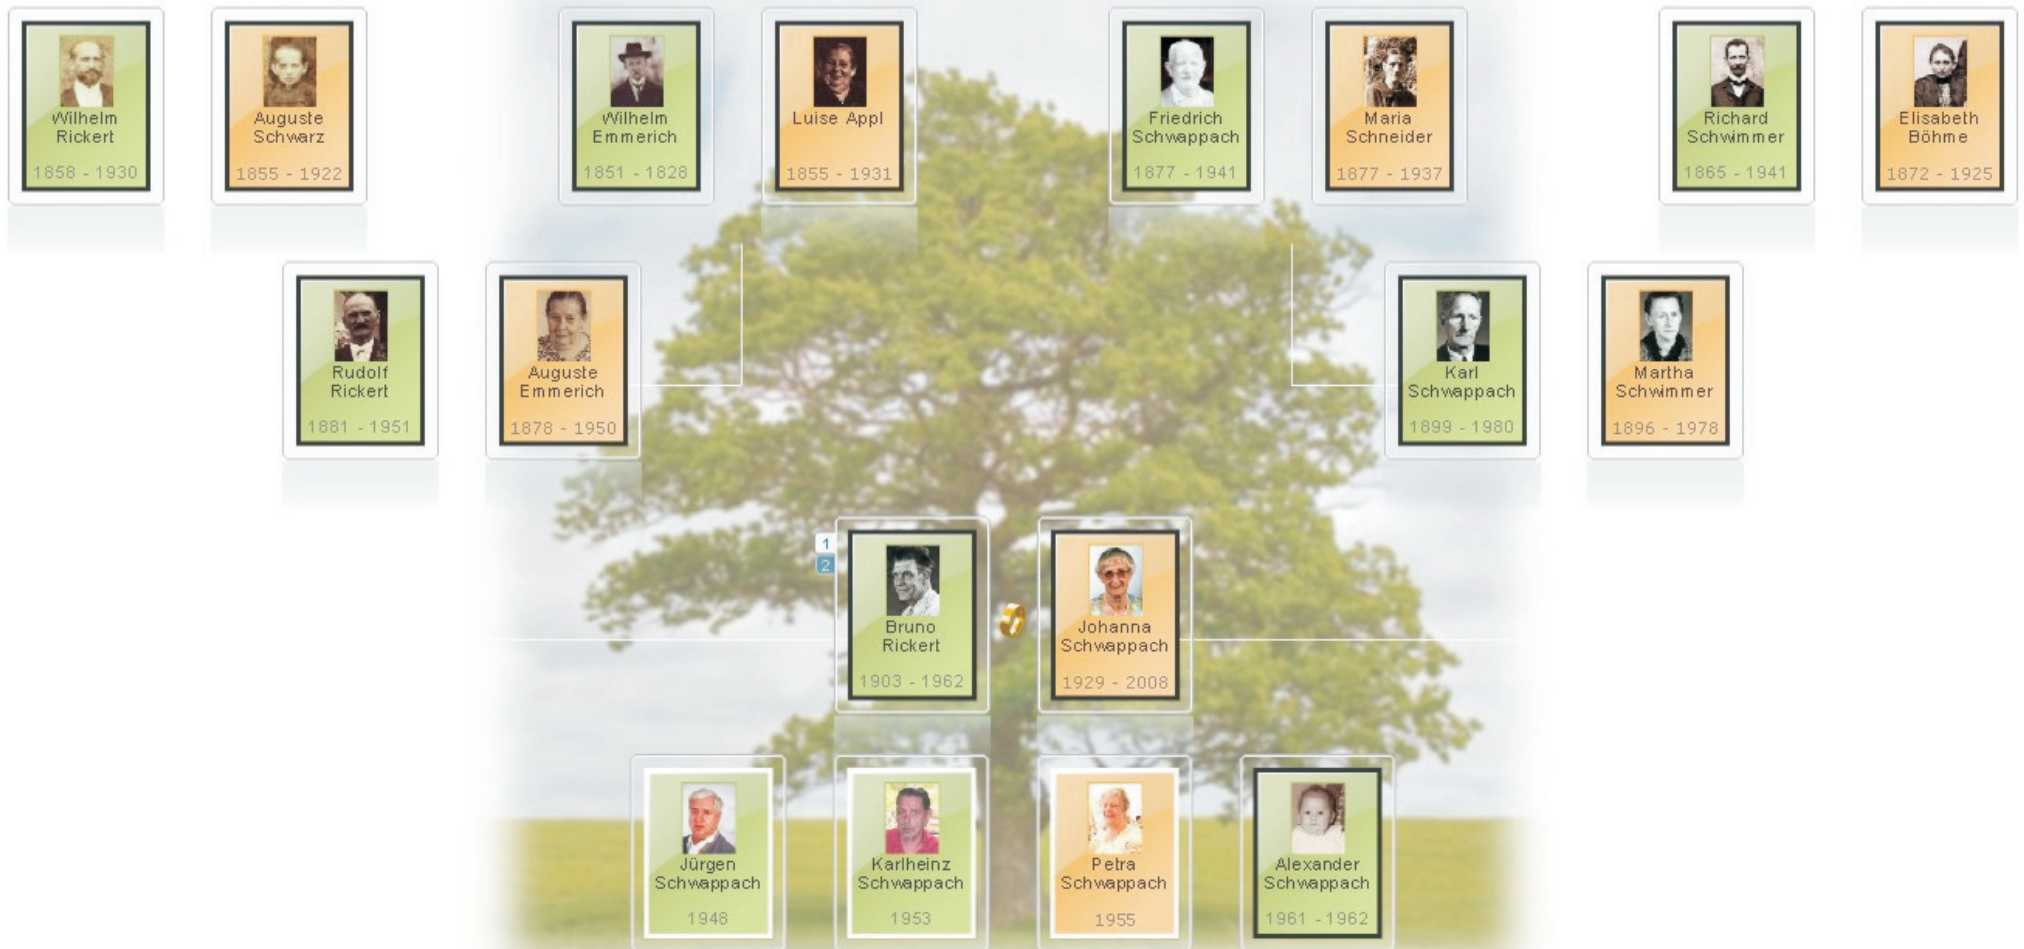 Wilhelm
Rickert
1858 - 1930
Auguste
Schwarz
1855 - 1922
Wilhelm
Emmerich
1851 - 1828
Luise Appl
1855 - 1931
Friedrich
Schwappach
1877 - 1941
Maria
Schneider
1877 - 1937
Richard
Schwimmer
1865 - 1941
Elisabeth
Böhme
1872 - 1925
Rudolf
Rickert
1881 - 1951
Auguste
Emmerich
1878 - 1950
Karl
Schwappach
1899 - 1980
Martha
Schwimmer
1896 - 1978
1
2
Bruno
Rickert
1903 - 1962
Johanna
Schwappach
1929 - 2008
Jürgen
Schwappach
1948
Karlheinz
Schwappach
1953
Petra
Schwappach
1955
Alexander
Schwappach
1961 - 1962